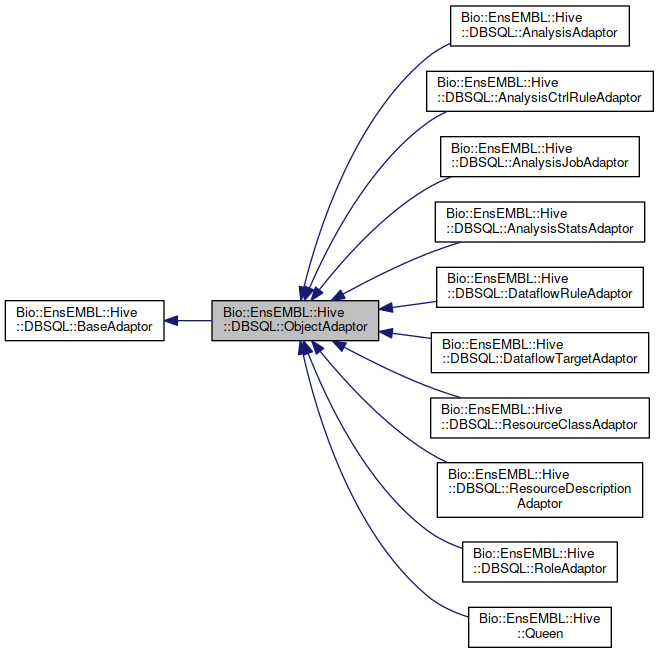 Bio::EnsEMBL::Hive
::DBSQL::BaseAdaptor
Bio::EnsEMBL::Hive
::DBSQL::ObjectAdaptor
Bio::EnsEMBL::Hive
::DBSQL::AnalysisAdaptor
Bio::EnsEMBL::Hive
::DBSQL::AnalysisCtrlRuleAdaptor
Bio::EnsEMBL::Hive
::DBSQL::AnalysisJobAdaptor
Bio::EnsEMBL::Hive
::DBSQL::AnalysisStatsAdaptor
Bio::EnsEMBL::Hive
::DBSQL::DataflowRuleAdaptor
Bio::EnsEMBL::Hive
::DBSQL::DataflowTargetAdaptor
Bio::EnsEMBL::Hive
::DBSQL::ResourceClassAdaptor
Bio::EnsEMBL::Hive
::DBSQL::ResourceDescription
Adaptor
Bio::EnsEMBL::Hive
::DBSQL::RoleAdaptor
Bio::EnsEMBL::Hive
::Queen